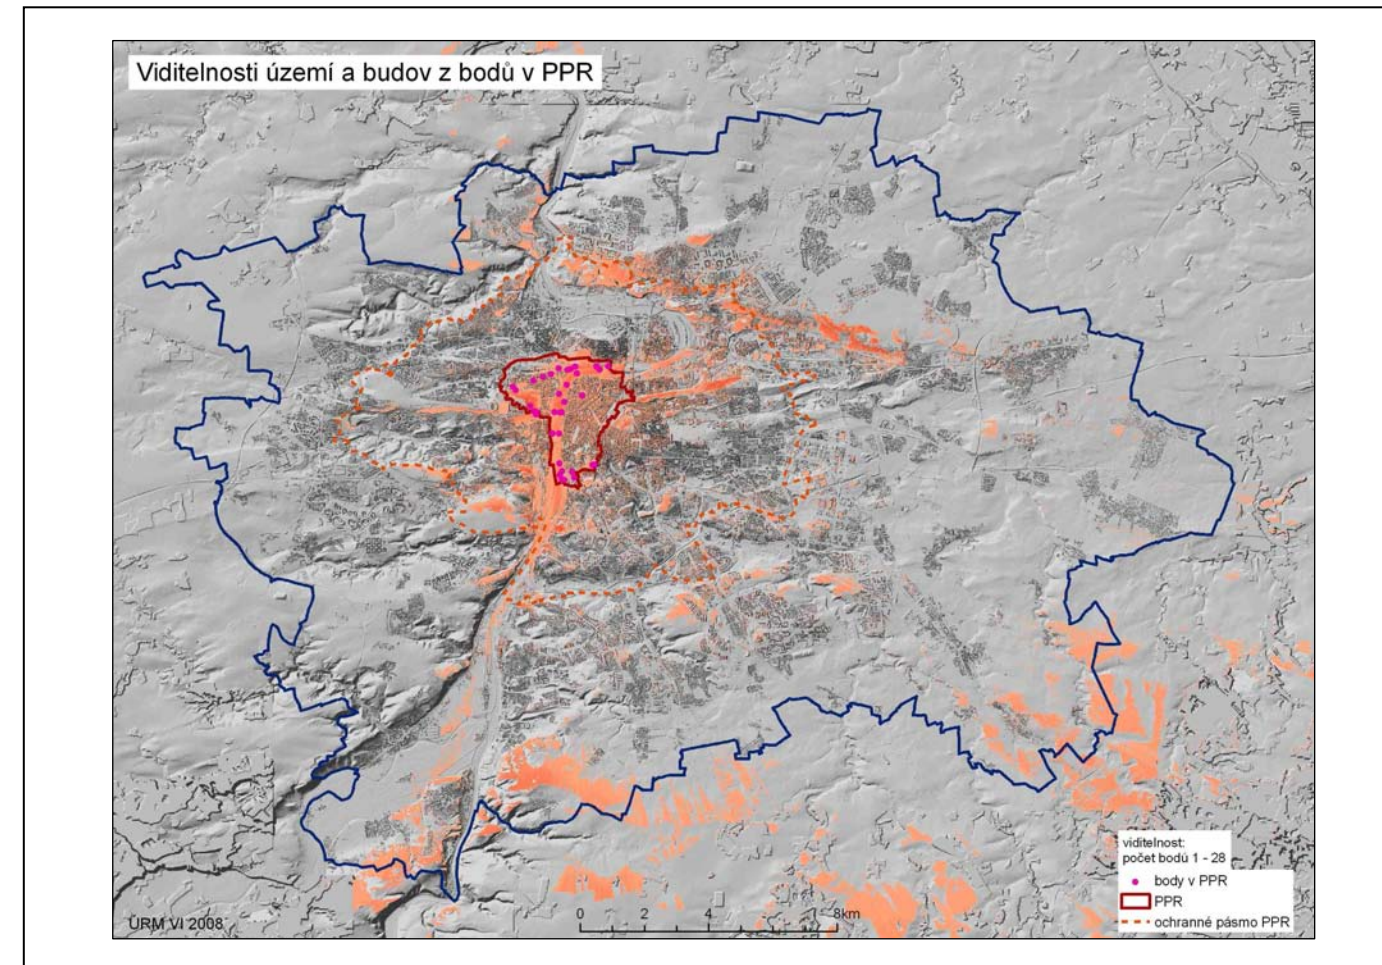 Viditelnosti území a budov z bodů v PPR
viditelnost:
počet bodů 1 - 28
body v PPR
PPR
ochranné pásmo PPR
ÚRM VI 2008
0 2 4 8km